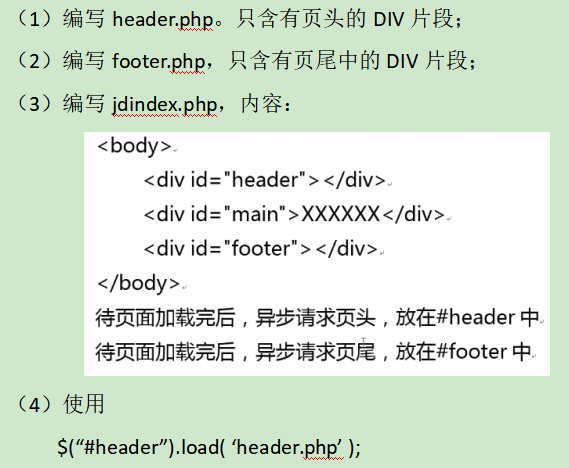 （1）编写 header.php。只含有页头的 DIV 片段；
（2）编写 footer.php，只含有页尾中的 DIV 片段；
（3）编写 jdindex.php，内容：
<body>
<div id="header"></div>
<div id="main">XXXXXX</div>
<div id="footer"></div>
</body>
待页面加载完后，异步请求页头，放在#header 中
待页面加载完后，异步请求页尾，放在#footer 中
（4）使用
$(“#header”).load( ‘header.php’ );